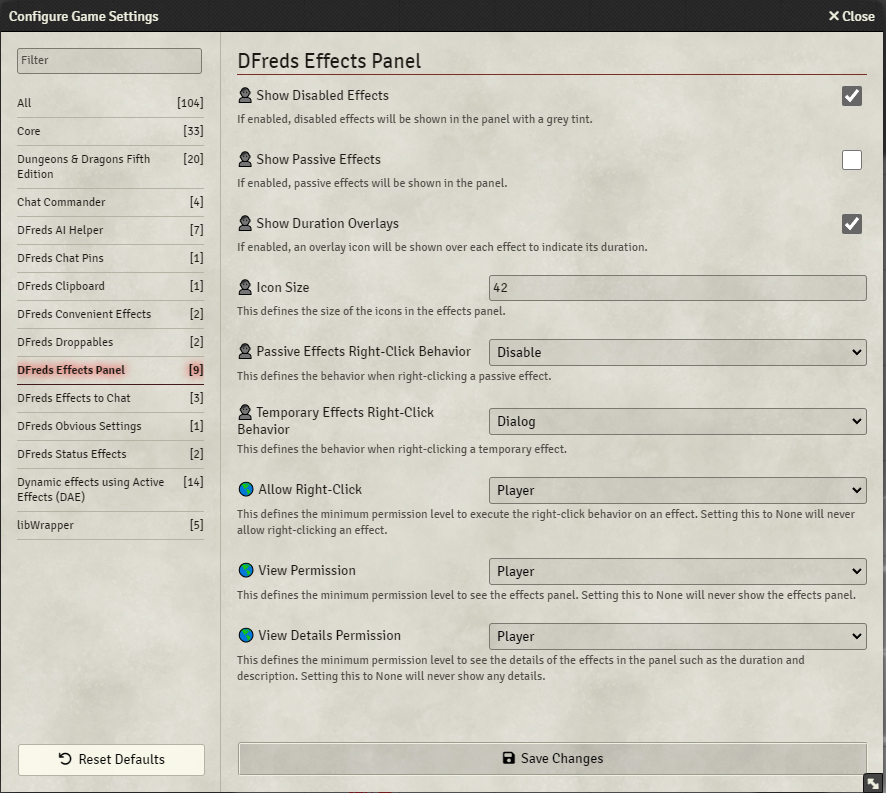 Configure Game Settings
Close
Filter
All [104]
Core [33]
Dungeons & Dragons Fifth [20]
Edition
Chat Commander [4]
DFreds AI Helper [7]
DFreds Chat Pins [1]
DFreds Clipboard [1]
DFreds Convenient Effects [2]
DFreds Droppables [2]
DFreds Effects Panel [9]
DFreds Effects to Chat [3]
DFreds Obvious Settings [1]
DFreds Status Effects [2]
Dynamic effects using Active [14]
Effects (DAE)
libWrapper [5]
Reset Defaults
DFreds Effects Panel
Show Disabled Effects
If enabled, disabled effects will be shown in the panel with a grey tint.
Show Passive Effects
If enabled, passive effects will be shown in the panel.
Show Duration Overlays
If enabled, an overlay icon will be shown over each effect to indicate its duration.
Icon Size 42
This defines the size of the icons in the effects panel.
Passive Effects Right-Click Behavior Disable
This defines the behavior when right-clicking a passive effect.
Temporary Effects Right-Click
Behavior
Dialog
This defines the behavior when right-clicking a temporary effect.
Allow Right-Click Player
This defines the minimum permission level to execute the right-click behavior on an effect. Setting this to None will never
allow right-clicking an effect.
View Permission Player
This defines the minimum permission level to see the effects panel. Setting this to None will never show the effects panel.
View Details Permission Player
This defines the minimum permission level to see the details of the effects in the panel such as the duration and
description. Setting this to None will never show any details.
Save Changes